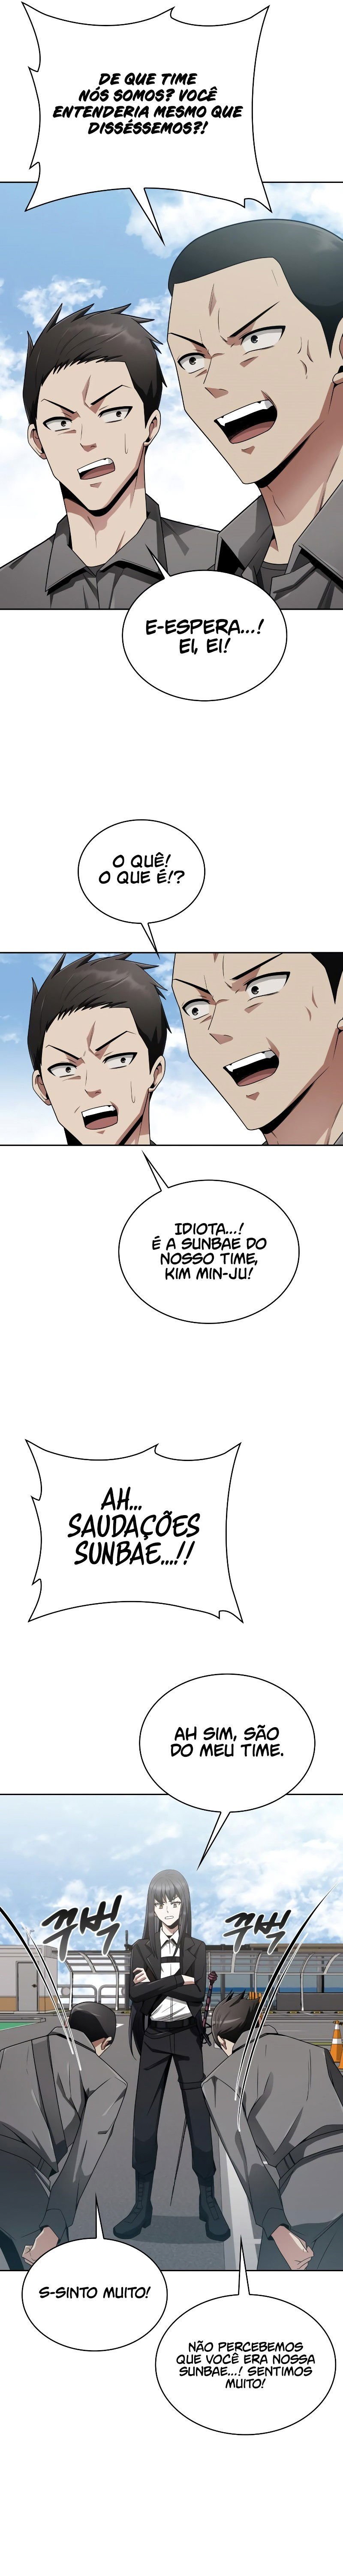 DE QUE TIME
NÓS SOMOS? VOCÊ
ENTENDERIA MESMO QUE
DISSÉSSEMOS?!
E-ESPERA...!
EI, EI!
O QUÊ!
O QUE É!?
IDIOTA...!
É A SUNBAE DO
NOSSO TIME,
KIM MIN-JU!
AH...
SAUDAÇÕES
SUNBAE...!!
AH SIM, SÃO
DO MEU TIME.
꾸벅
꾸벅
S-SINTO MUITO!
NÃO PERCEBEMOS
QUE VOCÊ ERA NOSSA
SUNBAE...! SENTIMOS
MUITO!